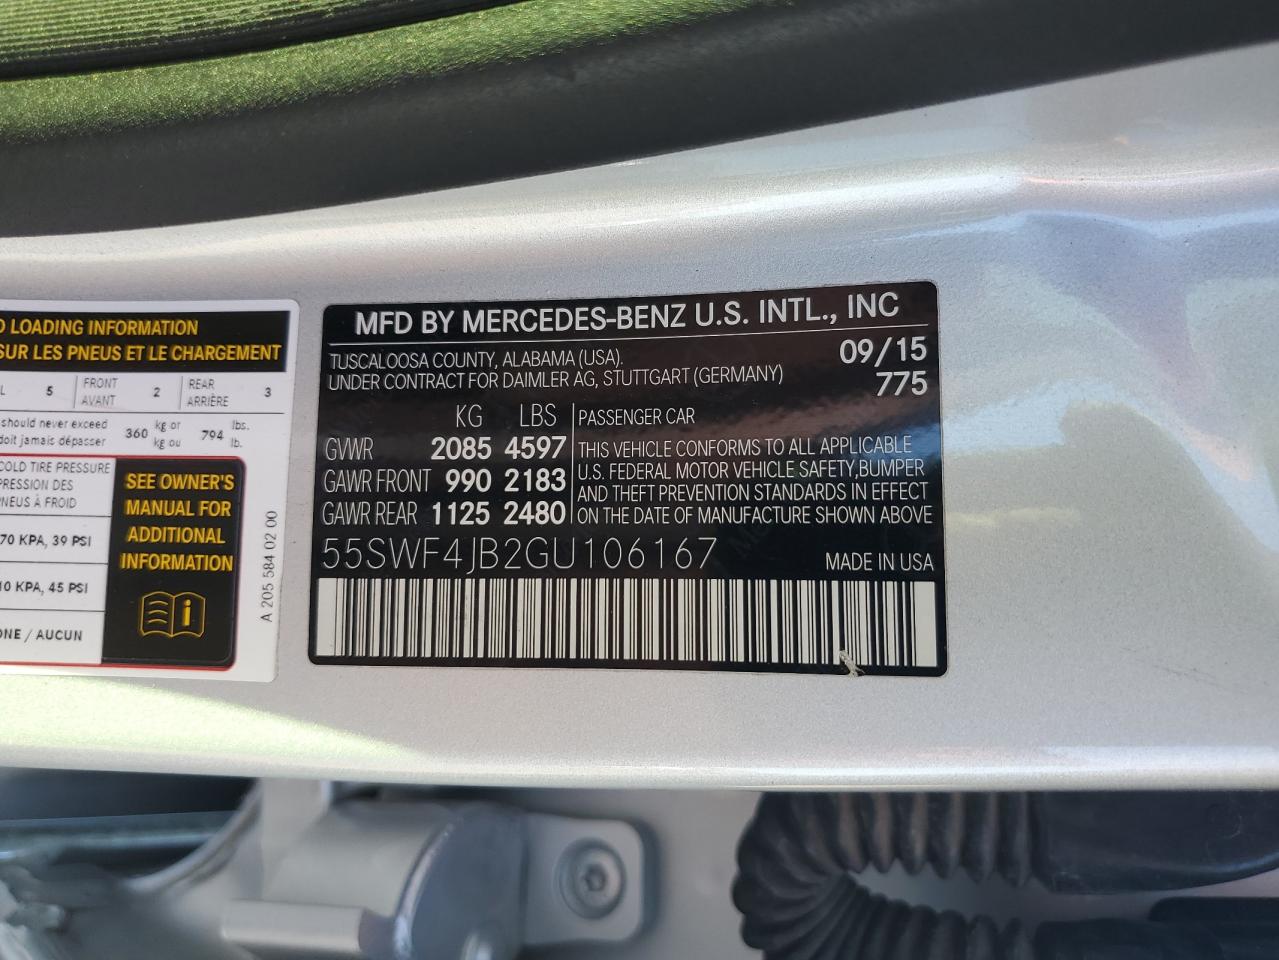 D LOADING INFORMATION
SUR LES PNEUS ET LE CHARGEMENT
L 5 FRONT AVANT 2 REAR ARRIÈRE 3
should never exceed 360 kg or 794 lbs.
doit jamais dépasser kg ou lb.
COLD TIRE PRESSURE
PRESSION DES
PNEUS À FROID
70 KPA, 39 PSI
10 KPA, 45 PSI
ONE / AUCUN
SEE OWNER'S
MANUAL FOR
ADDITIONAL
INFORMATION
A 205 584 02 00
MFD BY MERCEDES-BENZ U.S. INTL., INC
TUSCALOOSA COUNTY, ALABAMA (USA). 09/15
UNDER CONTRACT FOR DAIMLER AG, STUTTGART (GERMANY) 775
KG LBS
GVWR 2085 4597
GAWR FRONT 990 2183
GAWR REAR 1125 2480
PASSENGER CAR
THIS VEHICLE CONFORMS TO ALL APPLICABLE
U.S. FEDERAL MOTOR VEHICLE SAFETY,BUMPER
AND THEFT PREVENTION STANDARDS IN EFFECT
ON THE DATE OF MANUFACTURE SHOWN ABOVE
55SWF4JB2GU106167 MADE IN USA